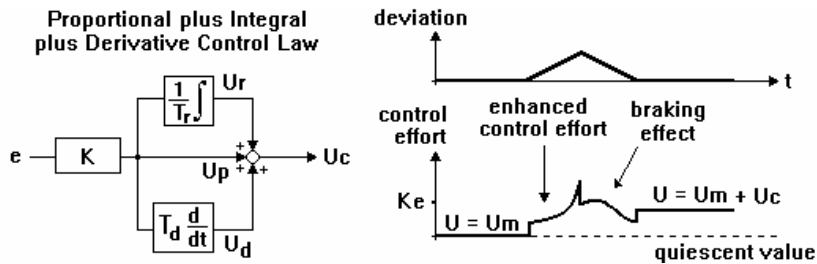 Proportional plus Integral
plus Derivative Control Law
1
Tr
∫
Ur
e
K
Up
Uc
Td d
dt
Ud
deviation
t
control
effort
enhanced
control effort
braking
effect
Ke
U = Um
U = Um + Uc
quiescent value